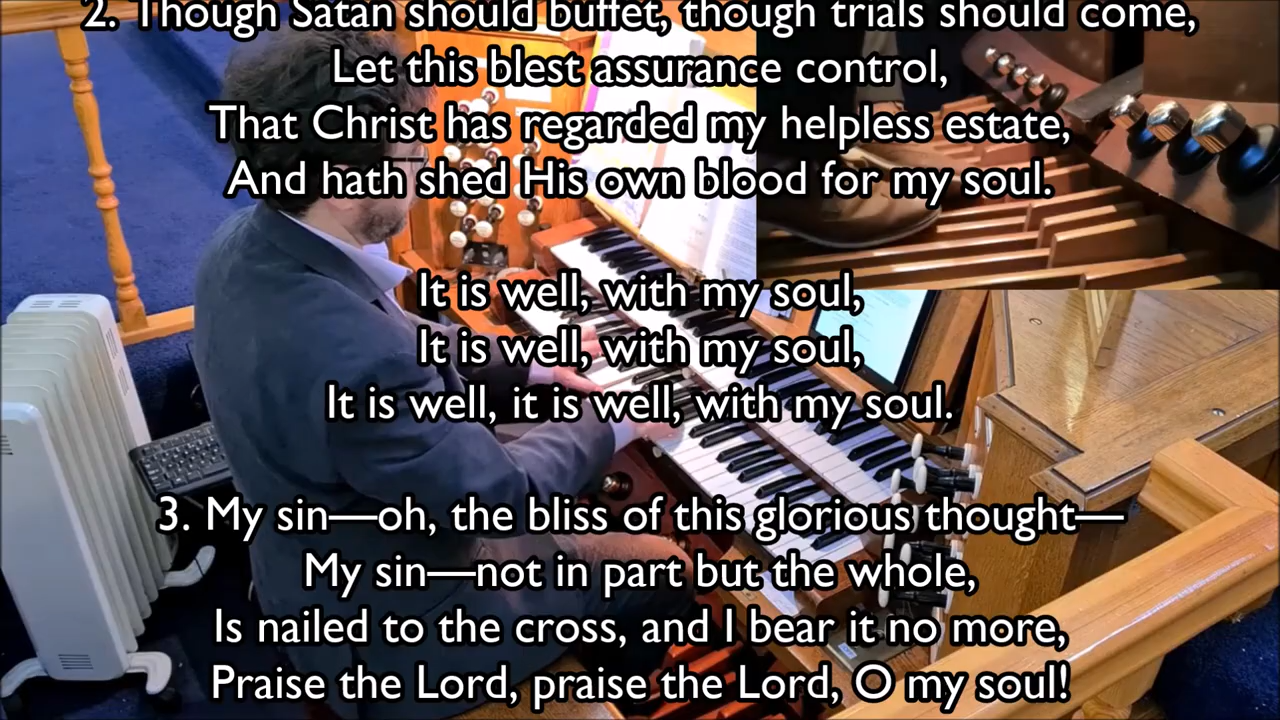 2. Though Satan should buffet, though trials should come,
Let this blest assurance control,
That Christ has regarded my helpless estate,
And hath shed His own blood for my soul.
It is well, with my soul,
It is well, with my soul,
It is well, it is well, with my soul.
3. My sin—oh, the bliss of this glorious thought—
My sin—not in part but the whole,
Is nailed to the cross, and I bear it no more,
Praise the Lord, praise the Lord, O my soul!